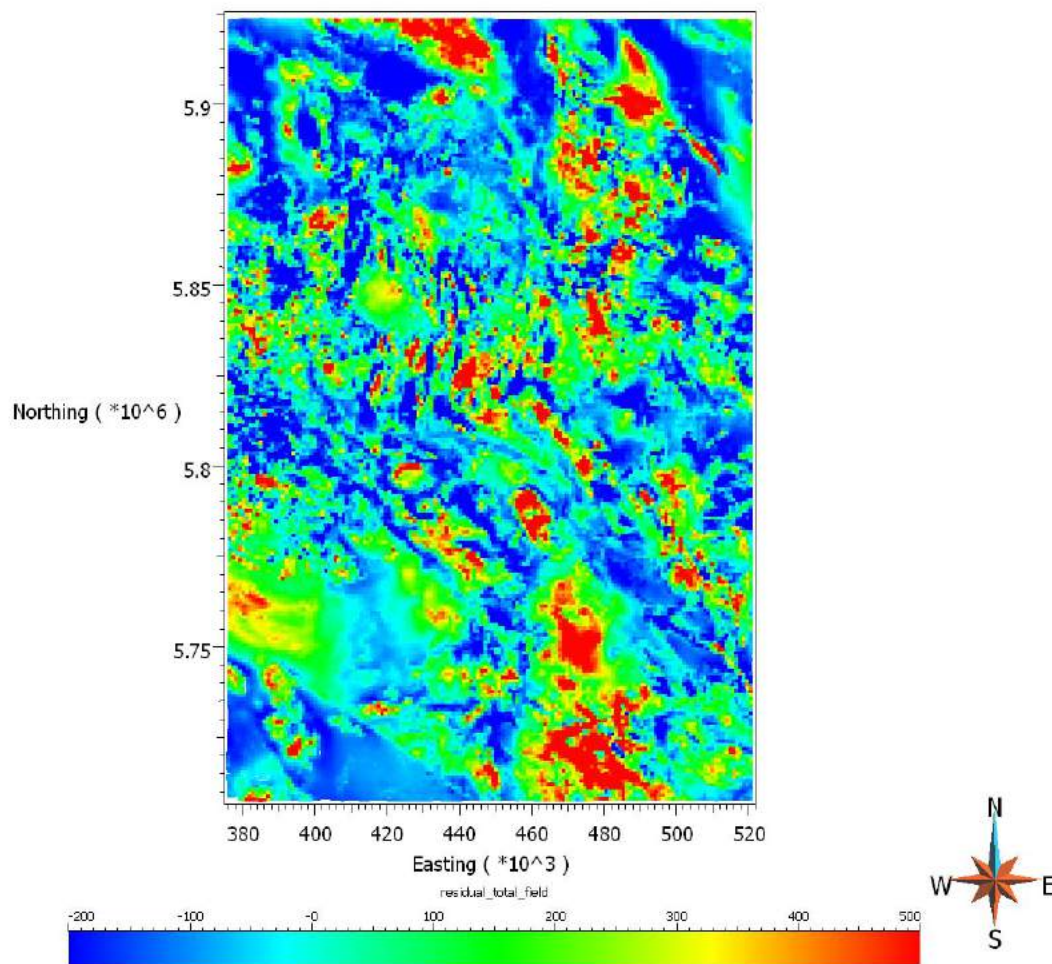 5.9
5.85
Northing ( *10^6 )
5.8
5.75
380 400 420 440 460 480 500 520
Easting ( *10^3 )
residual_total_field
-200 -100 -0 100 200 300 400 500
N
W E
S